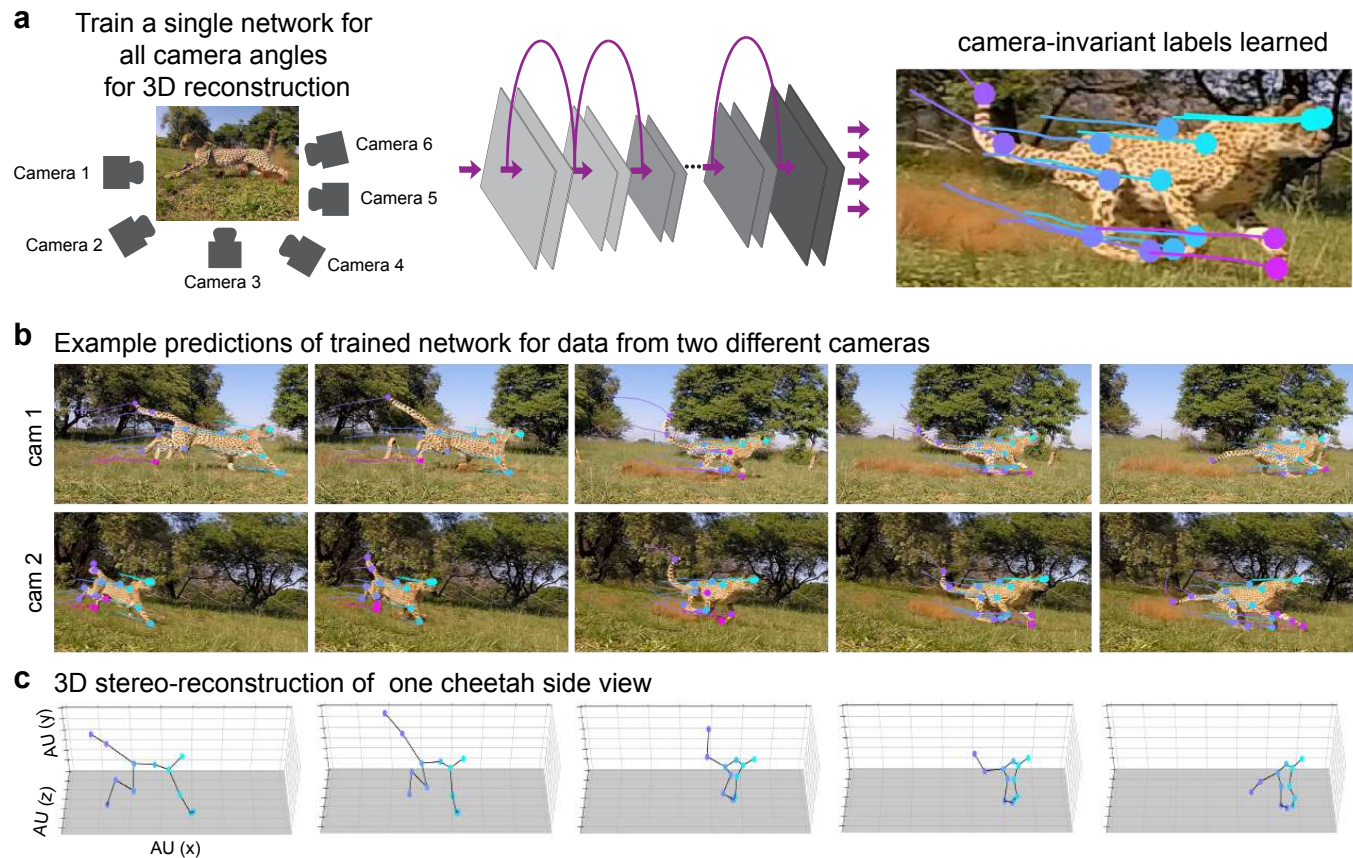 a
Train a single network for
all camera angles
for 3D reconstruction
camera-invariant labels learned
Camera 1
Camera 2
Camera 3
Camera 4
Camera 5
Camera 6
b
Example predictions of trained network for data from two different cameras
cam 1
cam 2
c
3D stereo-reconstruction of one cheetah side view
AU (y)
AU (z)
AU (x)